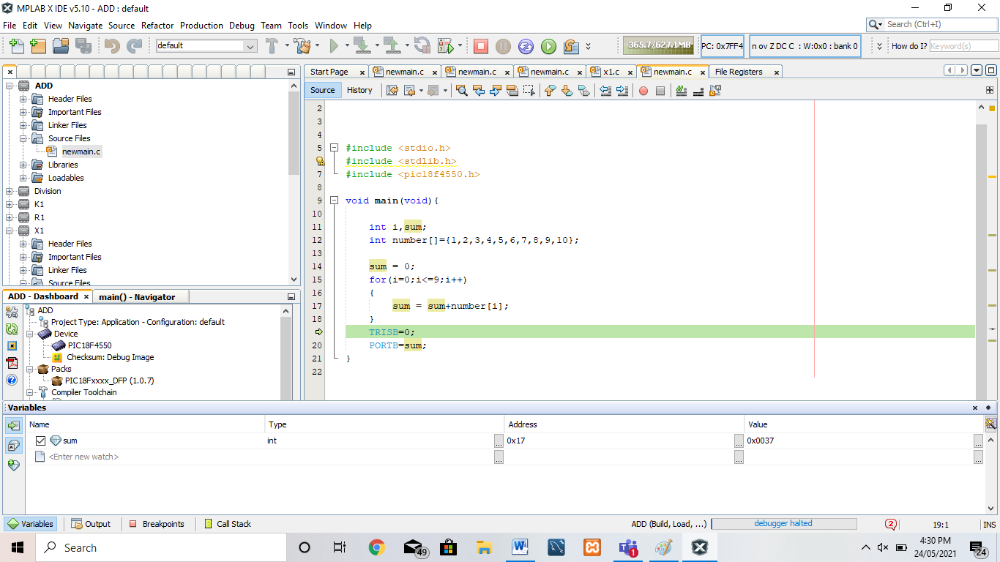 MPLAB X IDE v5.10 - ADD : default
File Edit View Navigate Source Refactor Production Debug Team Tools Window Help
Search (Ctrl+I)
default
365.7/627.1MB
PC: 0x7FF4
n ov Z DC C : W:0x0 : bank 0
How do I?
Keyword(s)
Start Page
newmain.c
newmain.c
newmain.c
x1.c
newmain.c
File Registers
Source
History
ADD
Header Files
Important Files
Linker Files
Source Files
newmain.c
Libraries
Loadables
Division
K1
R1
X1
Header Files
Important Files
Linker Files
Source Files
ADD - Dashboard
main() - Navigator
ADD
Project Type: Application - Configuration: default
Device
PIC18F4550
Checksum: Debug Image
Packs
PIC18Fxxxx_DFP (1.0.7)
Compiler Toolchain
2
3
4
5 #include <stdio.h>
#include <stdlib.h>
7 #include <pic18f4550.h>
8
9 void main(void){
10
11 int i,sum;
12 int number[]={1,2,3,4,5,6,7,8,9,10};
13
14 sum = 0;
15 for(i=0;i<=9;i++)
16 {
17 sum = sum+number[i];
18 }
TRISB=0;
20 PORTB=sum;
21 }
22
Variables
Name Type Address Value
sum int ... 0x17 ... 0x0037 ...
<Enter new watch> ... ... ...
Variables
Output
Breakpoints
Call Stack
ADD (Build, Load, ...)
debugger halted
2
19:1
INS
Search
49
1
4:30 PM
24/05/2021
24